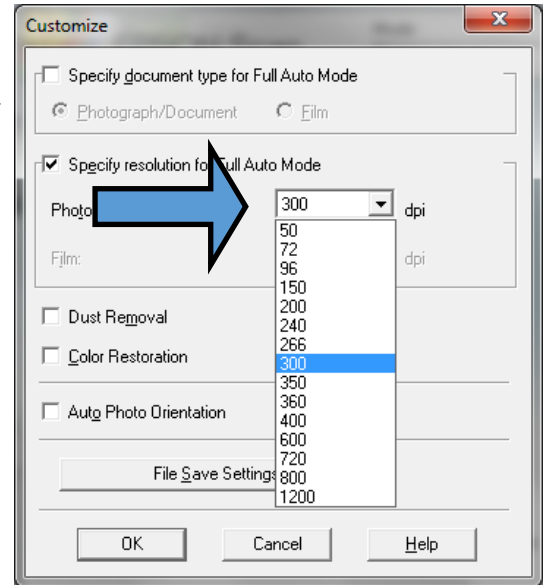 Customize
Specify document type for Full Auto Mode
Photograph/Document Film
Specify resolution for Full Auto Mode
Photo 300 dpi
Film: dpi
50
72
96
150
200
240
266
300
350
360
400
600
720
800
1200
Dust Removal
Color Restoration
Auto Photo Orientation
File Save Settings
OK Cancel Help